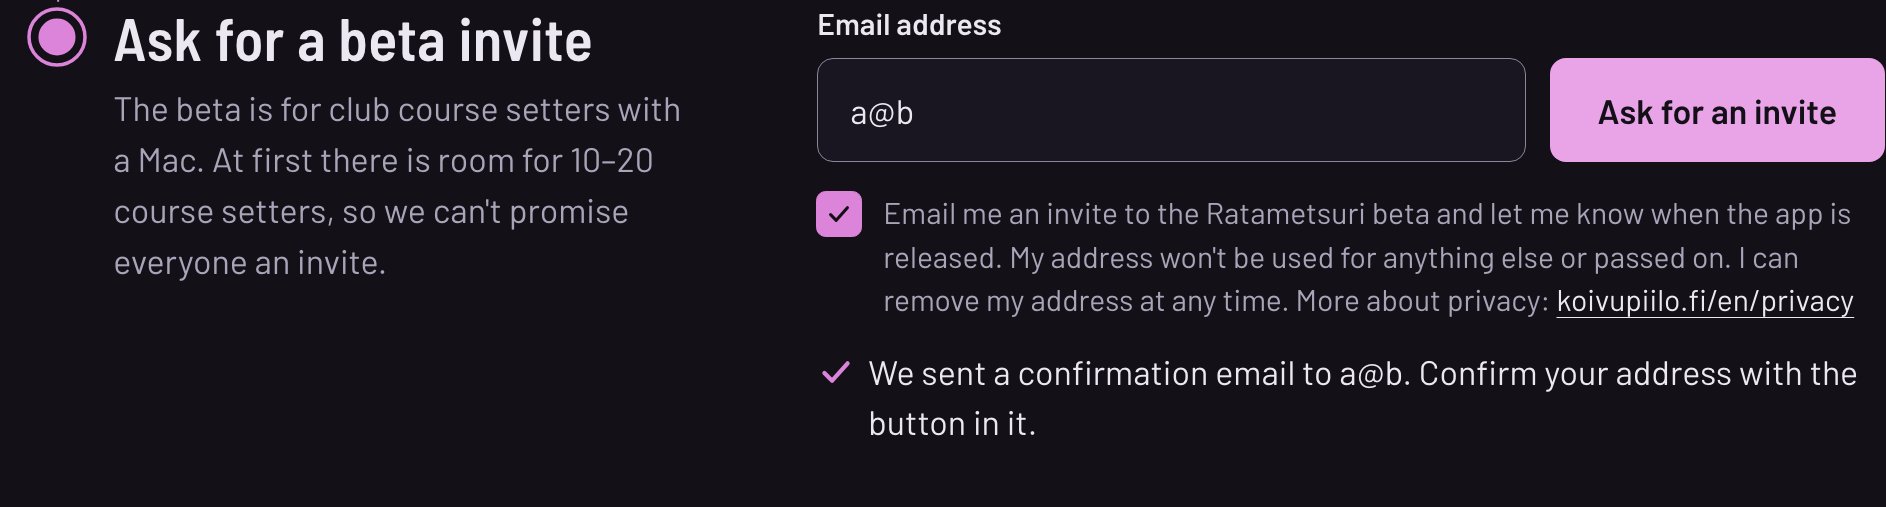 Ask for a beta invite
The beta is for club course setters with
a Mac. At first there is room for 10–20
course setters, so we can't promise
everyone an invite.
Email address
a@b
Ask for an invite
Email me an invite to the Ratametsuri beta and let me know when the app is
released. My address won't be used for anything else or passed on. I can
remove my address at any time. More about privacy: koivupiilo.fi/en/privacy
We sent a confirmation email to a@b. Confirm your address with the
button in it.